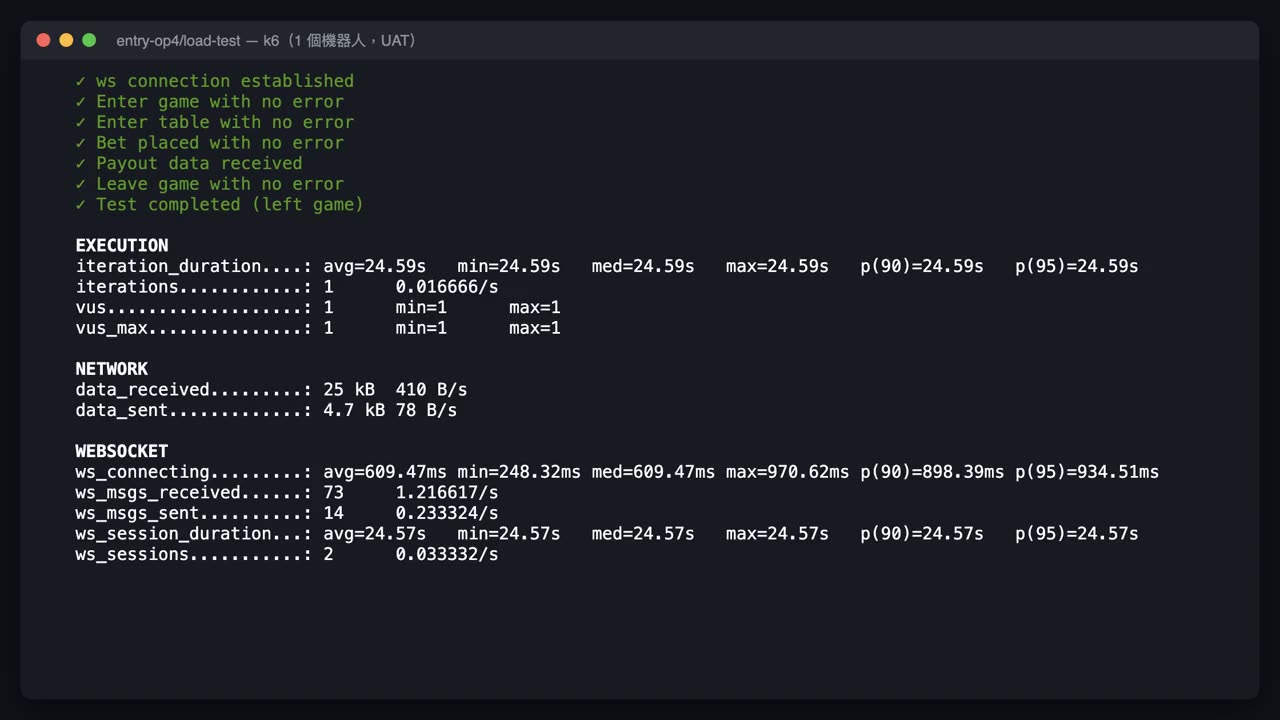 entry-op4/load-test — k6（1 個機器人，UAT）
✓ ws connection established
✓ Enter game with no error
✓ Enter table with no error
✓ Bet placed with no error
✓ Payout data received
✓ Leave game with no error
✓ Test completed (left game)
EXECUTION
iteration_duration....: avg=24.59s   min=24.59s   med=24.59s   max=24.59s   p(90)=24.59s   p(95)=24.59s
iterations............: 1      0.016666/s
vus...................: 1      min=1      max=1
vus_max...............: 1      min=1      max=1
NETWORK
data_received.........: 25 kB  410 B/s
data_sent.............: 4.7 kB 78 B/s
WEBSOCKET
ws_connecting.........: avg=609.47ms min=248.32ms med=609.47ms max=970.62ms p(90)=898.39ms p(95)=934.51ms
ws_msgs_received......: 73     1.216617/s
ws_msgs_sent..........: 14     0.233324/s
ws_session_duration...: avg=24.57s   min=24.57s   med=24.57s   max=24.57s   p(90)=24.57s   p(95)=24.57s
ws_sessions...........: 2      0.033332/s